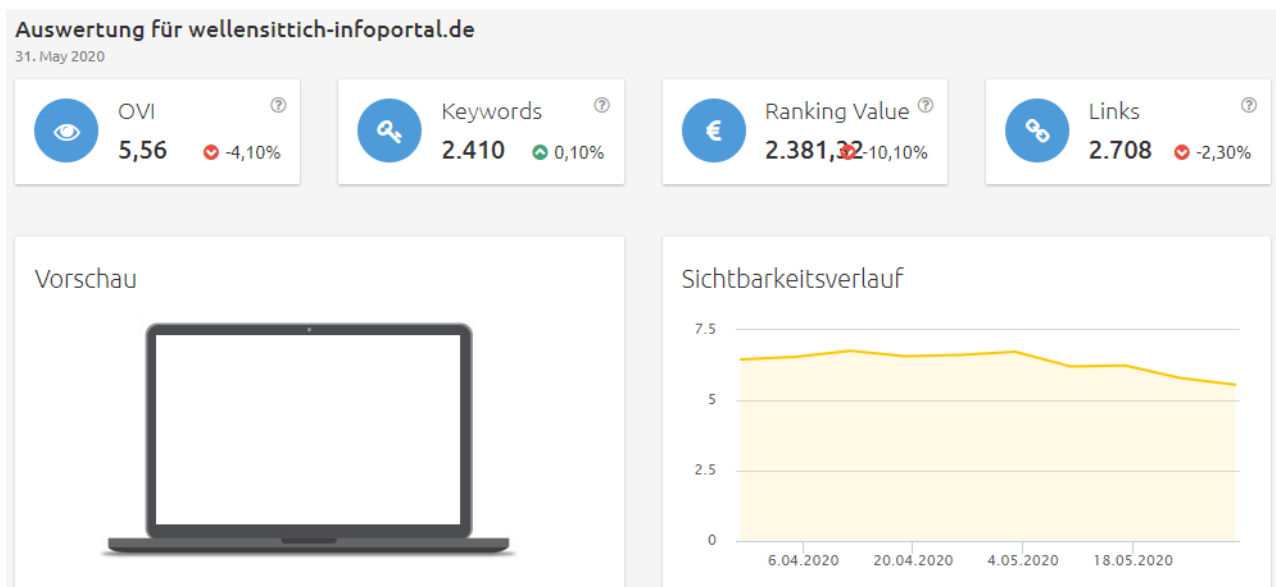 Auswertung für wellensittich-infoportal.de
31. May 2020
OVI
5,56 -4,10%
Keywords
2.410 0,10%
Ranking Value
2.381,32 -10,10%
Links
2.708 -2,30%
Vorschau
Sichtbarkeitsverlauf
7.5
5
2.5
0
6.04.2020 20.04.2020 4.05.2020 18.05.2020